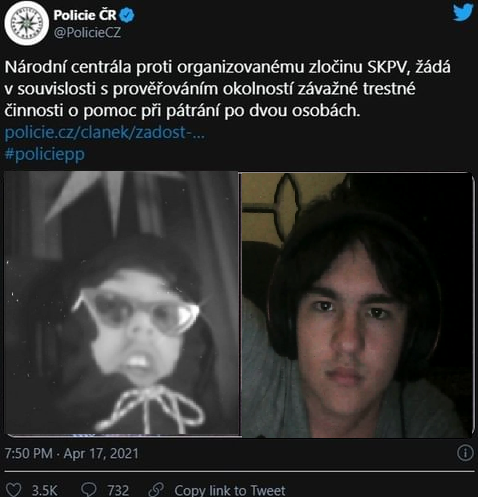 Policie ČR
@PolicieCZ
Národní centrála proti organizovanému zločinu SKPV, žádá
v souvislosti s prověřováním okolností závažné trestné
činnosti o pomoc při pátrání po dvou osobách.
policie.cz/clanek/zadost-...
#policiepp
7:50 PM · Apr 17, 2021
3.5K 732 Copy link to Tweet